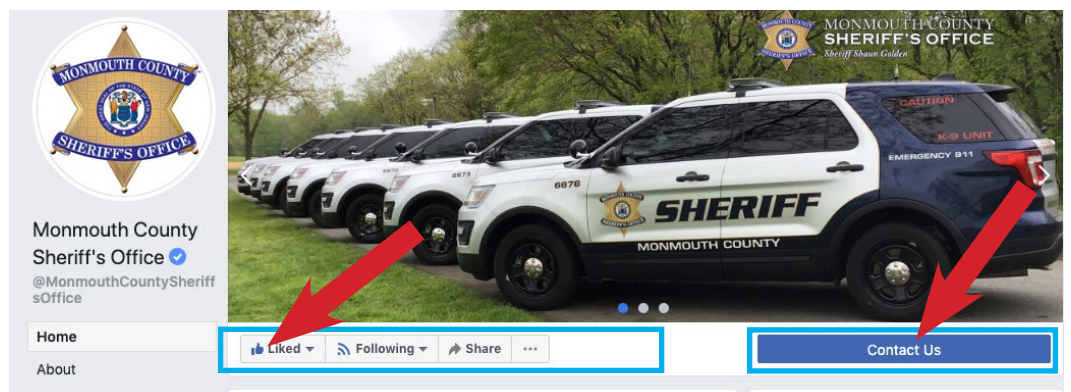 MONMOUTH COUNTY
SHERIFF'S OFFICE
Monmouth County
Sheriff's Office
@MonmouthCountySheriff
sOffice
Home
About
MONMOUTH COUNTY
SHERIFF'S OFFICE
Sheriff Shaun Golden
CAUTION
K-9 UNIT
EMERGENCY 911
6670
6673
6676
SHERIFF
MONMOUTH COUNTY
Liked
Following
Share
Contact Us